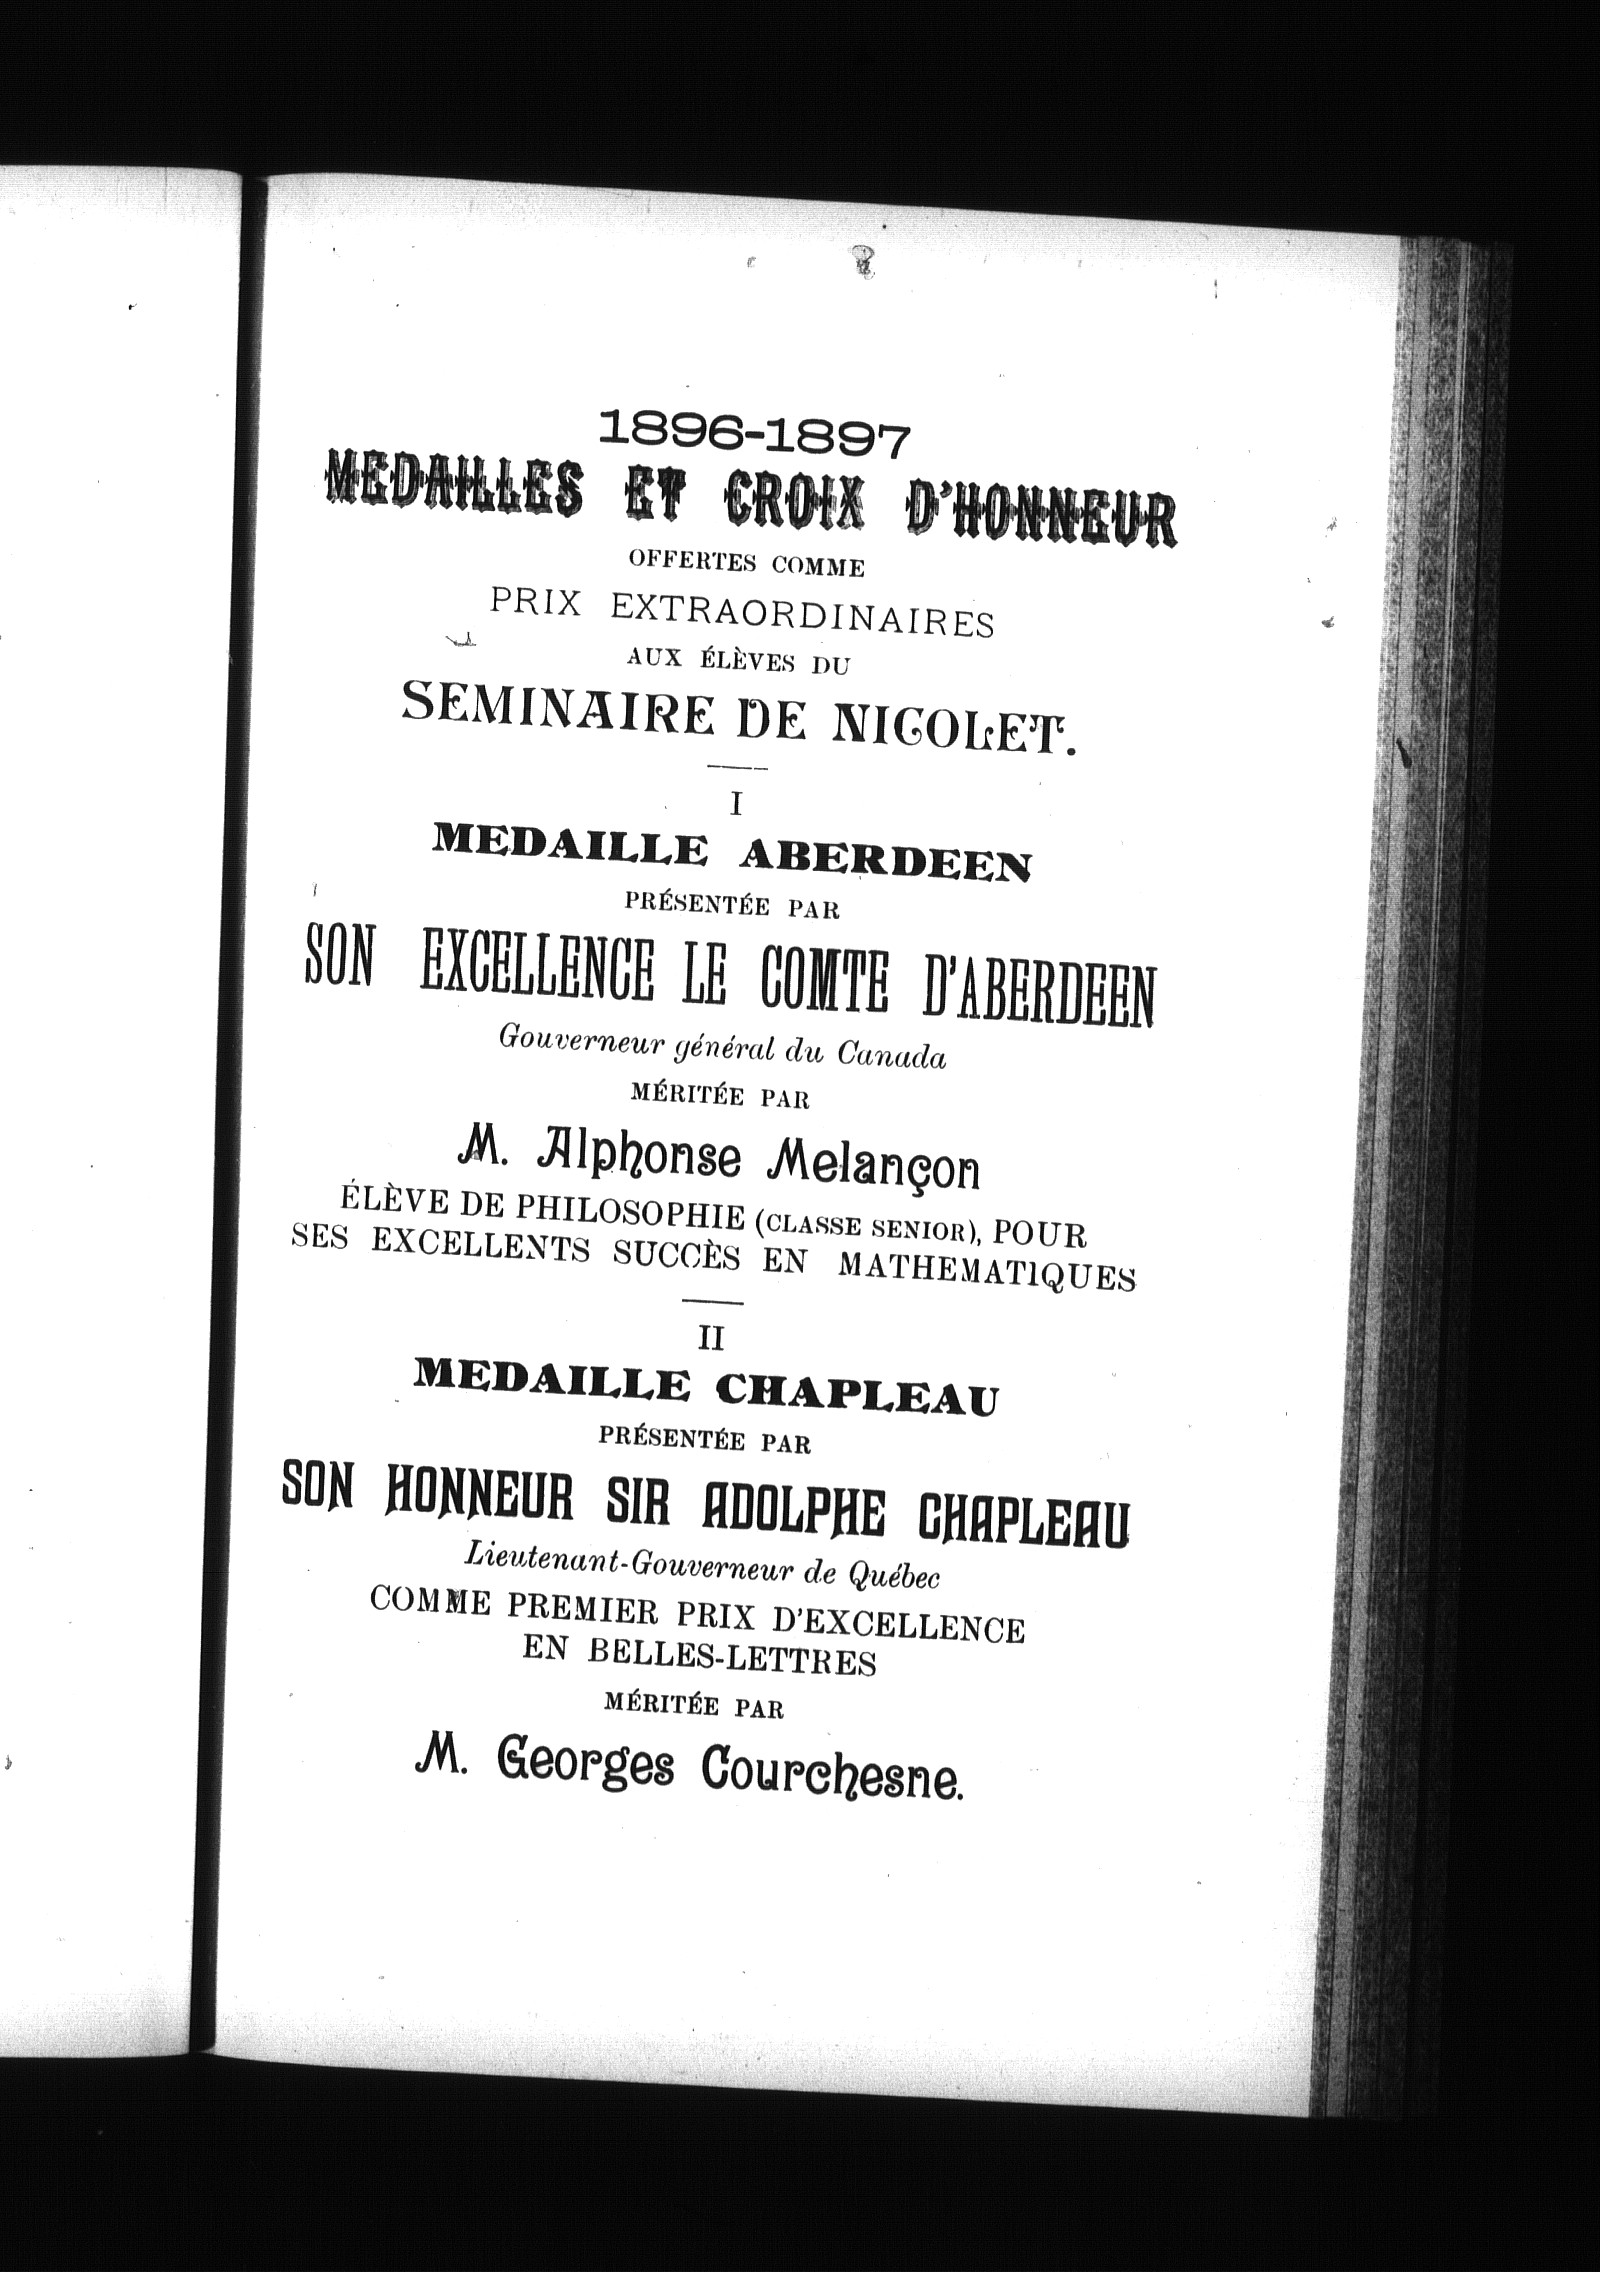 1896-1897
MEDAILLES ET CROIX D'HONNEUR
OFFERTES COMME
PRIX EXTRAORDINAIRES
AUX ÉLÈVES DU
SEMINAIRE DE NICOLET.
I
MEDAILLE ABERDEEN
PRÉSENTÉE PAR
SON EXCELLENCE LE COMTE D'ABERDEEN
Gouverneur général du Canada
MÉRITÉE PAR
M. Alphonse Melançon
ÉLÈVE DE PHILOSOPHIE (CLASSE SENIOR), POUR
SES EXCELLENTS SUCCÈS EN MATHEMATIQUES
II
MEDAILLE CHAPLEAU
PRÉSENTÉE PAR
SON HONNEUR SIR ADOLPHE CHAPLEAU
Lieutenant-Gouverneur de Québec
COMME PREMIER PRIX D'EXCELLENCE
EN BELLES-LETTRES
MÉRITÉE PAR
M. Georges Courchesne.